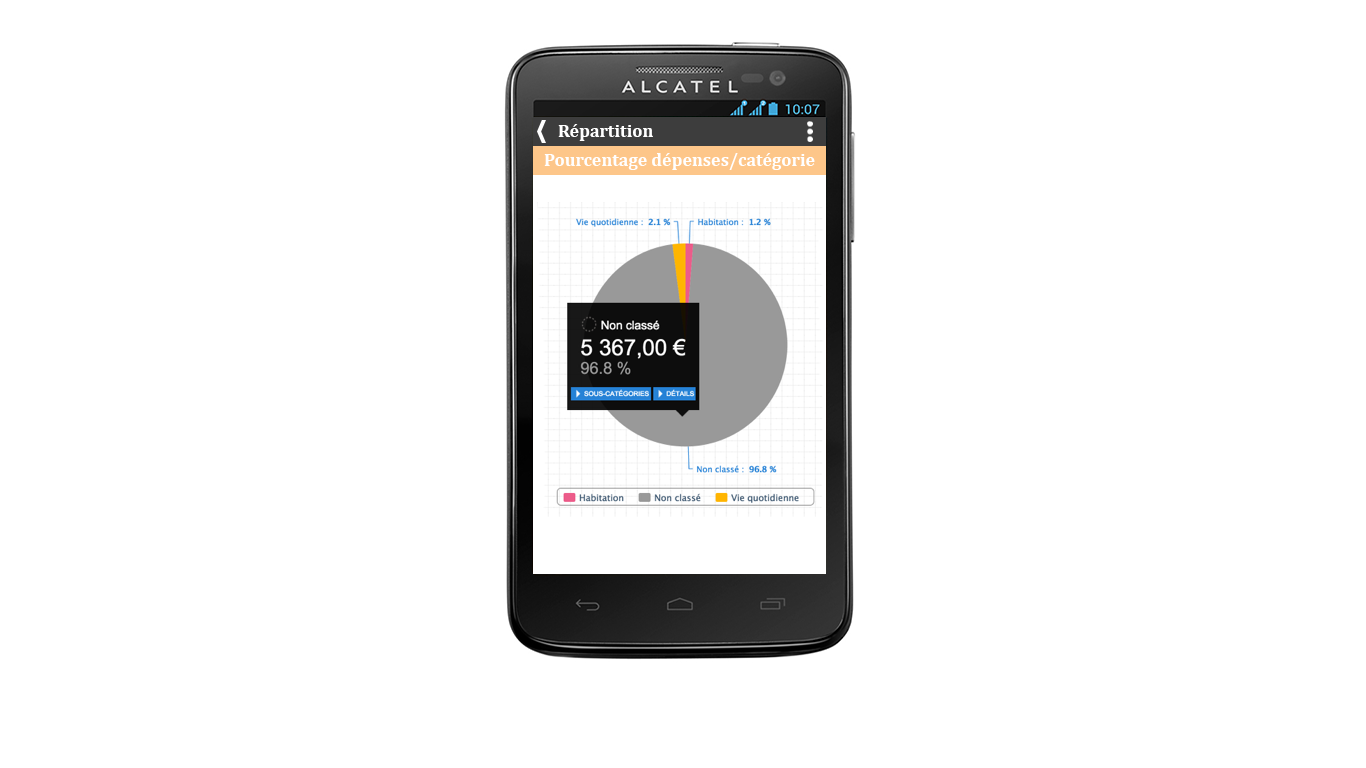 ALCATEL
10:07
Répartition
Pourcentage dépenses/catégorie
Vie quotidienne : 2.1 % Habitation : 1.2 %
Non classé
5 367,00 €
96.8 %
SOUS-CATÉGORIES DÉTAILS
Non classé : 96.8 %
Habitation Non classé Vie quotidienne